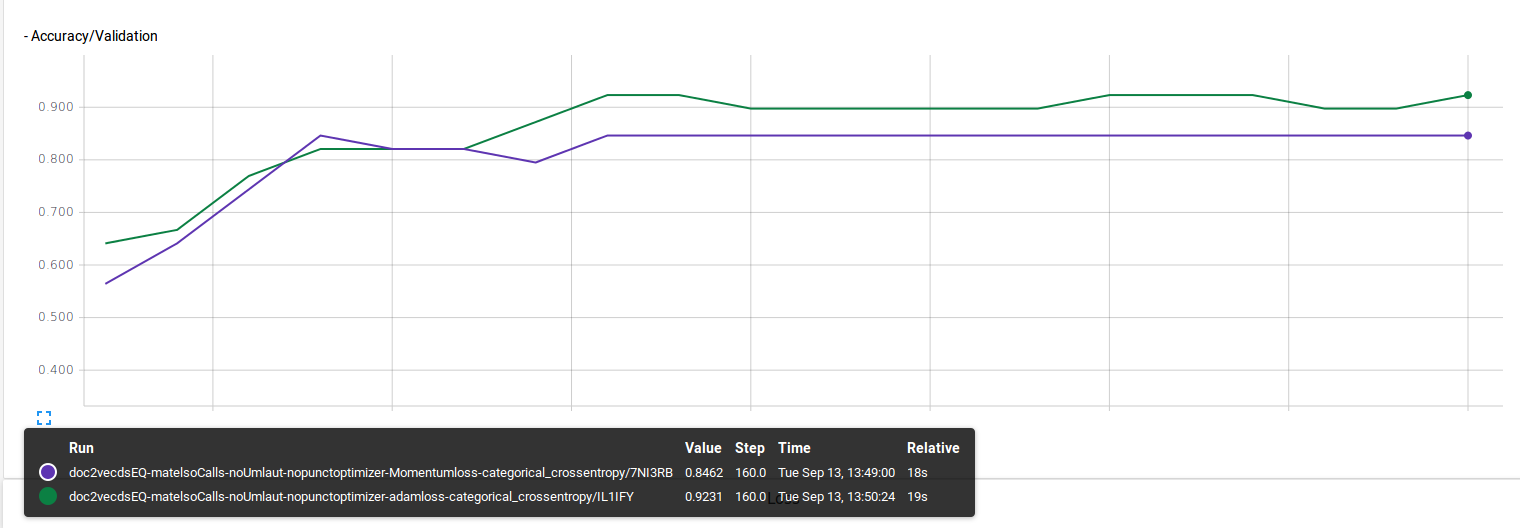 - Accuracy/Validation
0.900
0.800
0.700
0.600
0.500
0.400
Run Value Step Time Relative
doc2vecdsEQ-matelsoCalls-noUmlaut-nopunctoptimizer-Momentumloss-categorical_crossentropy/7NI3RB 0.8462 160.0 Tue Sep 13, 13:49:00 18s
doc2vecdsEQ-matelsoCalls-noUmlaut-nopunctoptimizer-adamloss-categorical_crossentropy/IL1IFY 0.9231 160.0 Tue Sep 13, 13:50:24 19s